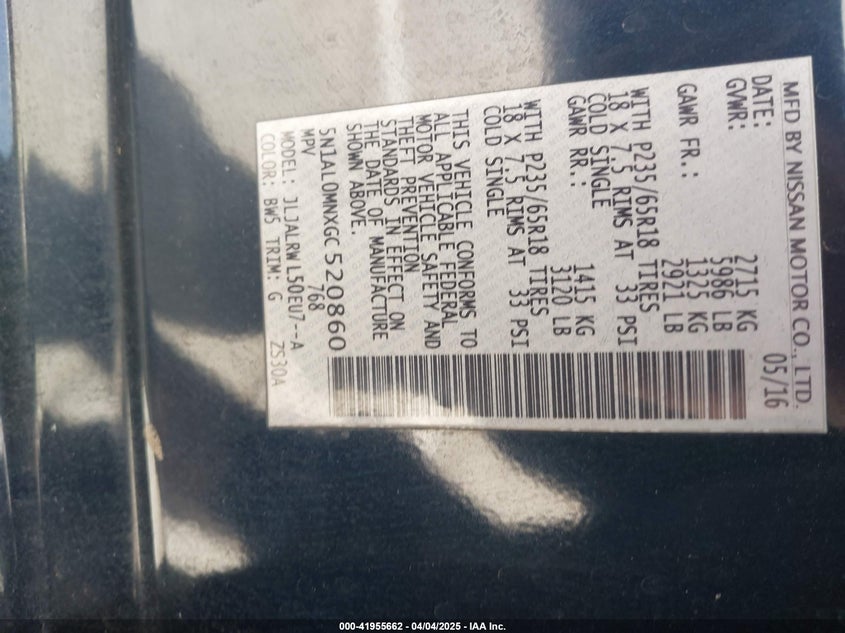 MFD BY NISSAN MOTOR CO., LTD.
DATE: 05/16
GVWR: 2715 KG
5986 LB
GAWR FR.: 1325 KG
2921 LB
WITH P235/65R18 TIRES
18 X 7.5 RIMS AT 33 PSI
COLD SINGLE
GAWR RR.: 1415 KG
3120 LB
WITH P235/65R18 TIRES
18 X 7.5 RIMS AT 33 PSI
COLD SINGLE
THIS VEHICLE CONFORMS TO
ALL APPLICABLE FEDERAL
MOTOR VEHICLE SAFETY AND
THEFT PREVENTION
STANDARDS IN EFFECT ON
THE DATE OF MANUFACTURE
SHOWN ABOVE.
5N1AL0MNXGC520860
MPV 768
MODEL: JLJALRWL50EU7--A
COLOR: BW5 TRIM: G ZS30A
000-41955662 - 04/04/2025 - IAA Inc.